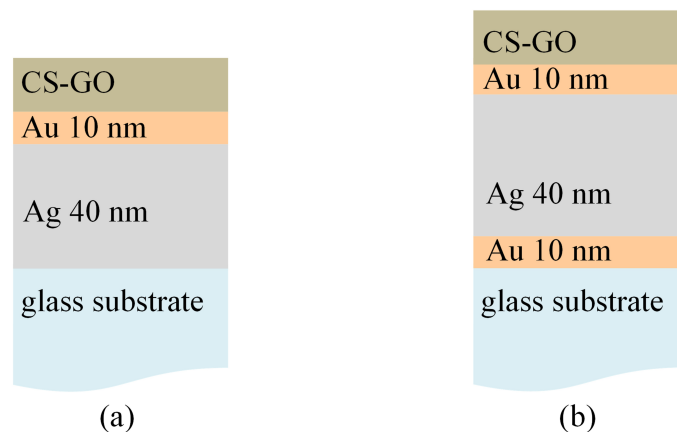 CS-GO
Au 10 nm
Ag 40 nm
glass substrate
(a)
CS-GO
Au 10 nm
Ag 40 nm
Au 10 nm
glass substrate
(b)